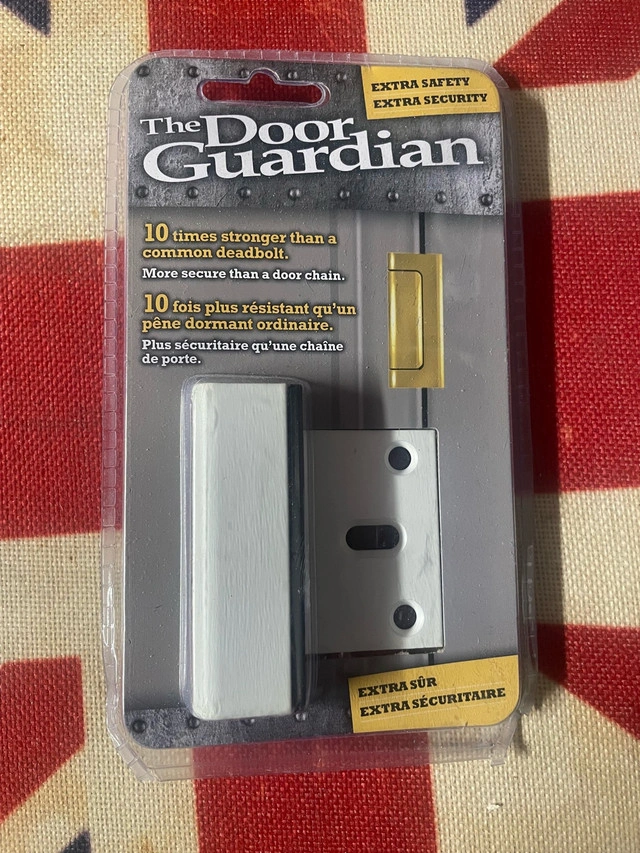 EXTRA SAFETY
EXTRA SECURITY
The Door
Guardian
10 times stronger than a
common deadbolt.
More secure than a door chain.
10 fois plus résistant qu'un
pêne dormant ordinaire.
Plus sécuritaire qu'une chaîne
de porte.
EXTRA SÛR
EXTRA SÉCURITAIRE